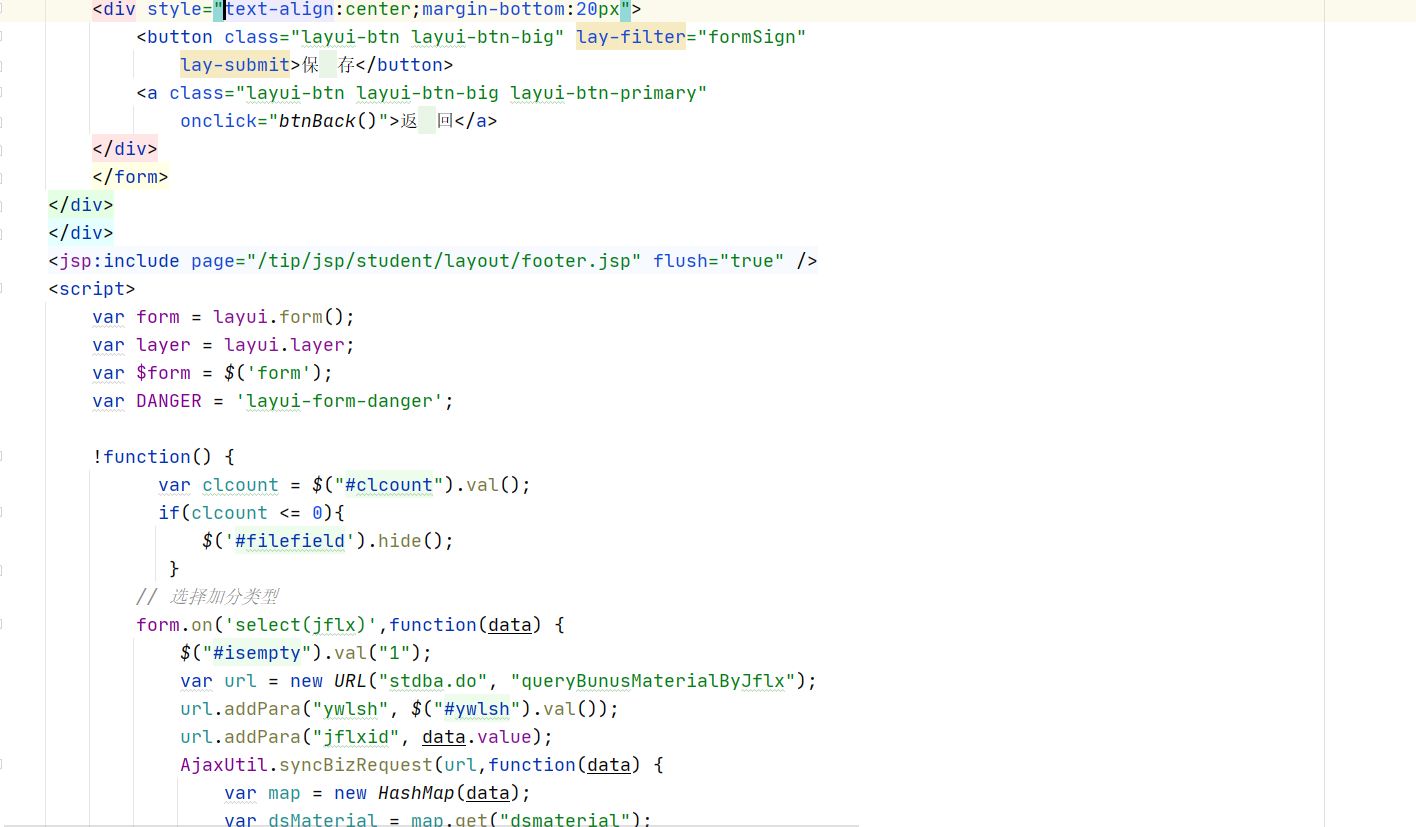 <div style="text-align:center;margin-bottom:20px">
<button class="layui-btn layui-btn-big" lay-filter="formSign"
lay-submit>保 存</button>
<a class="layui-btn layui-btn-big layui-btn-primary"
onclick="btnBack()">返 回</a>
</div>
</form>
</div>
</div>
<jsp:include page="/tip/jsp/student/layout/footer.jsp" flush="true" />
<script>
var form = layui.form();
var layer = layui.layer;
var $form = $('form');
var DANGER = 'layui-form-danger';
!function() {
var clcount = $("#clcount").val();
if(clcount <= 0){
$('#filefield').hide();
}
// 选择加分类型
form.on('select(jflx)',function(data) {
$("#isempty").val("1");
var url = new URL("stdba.do", "queryBunusMaterialByJflx");
url.addPara("ywlsh", $("#ywlsh").val());
url.addPara("jflxid", data.value);
AjaxUtil.syncBizRequest(url,function(data) {
var map = new HashMap(data);
var dsMaterial = map.get("dsmaterial");